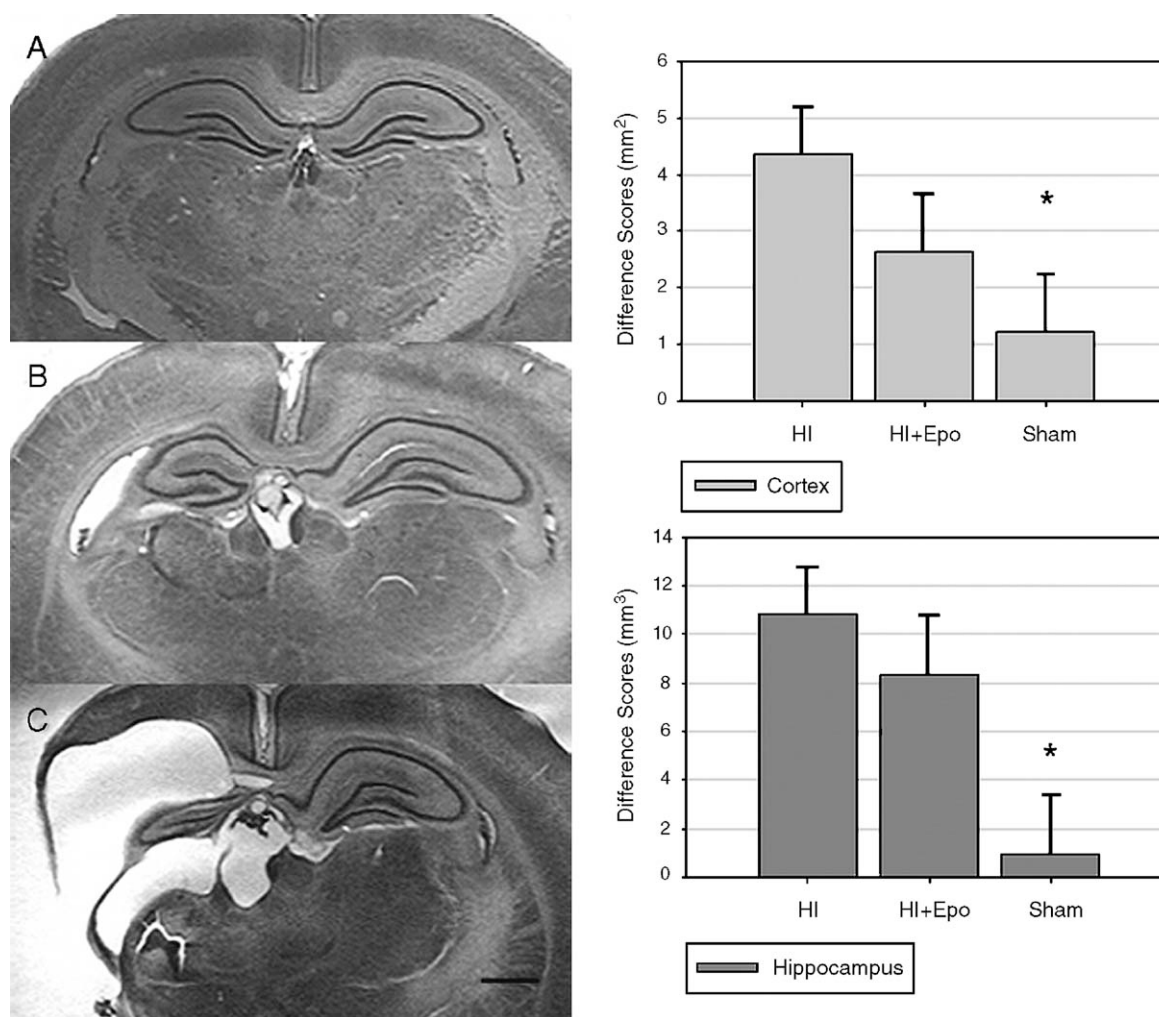 A
B
C
Difference Scores (mm²)
6
5
4
3
2
1
0
*
HI HI+Epo Sham
Cortex
Difference Scores (mm³)
14
12
10
8
6
4
2
0
*
HI HI+Epo Sham
Hippocampus